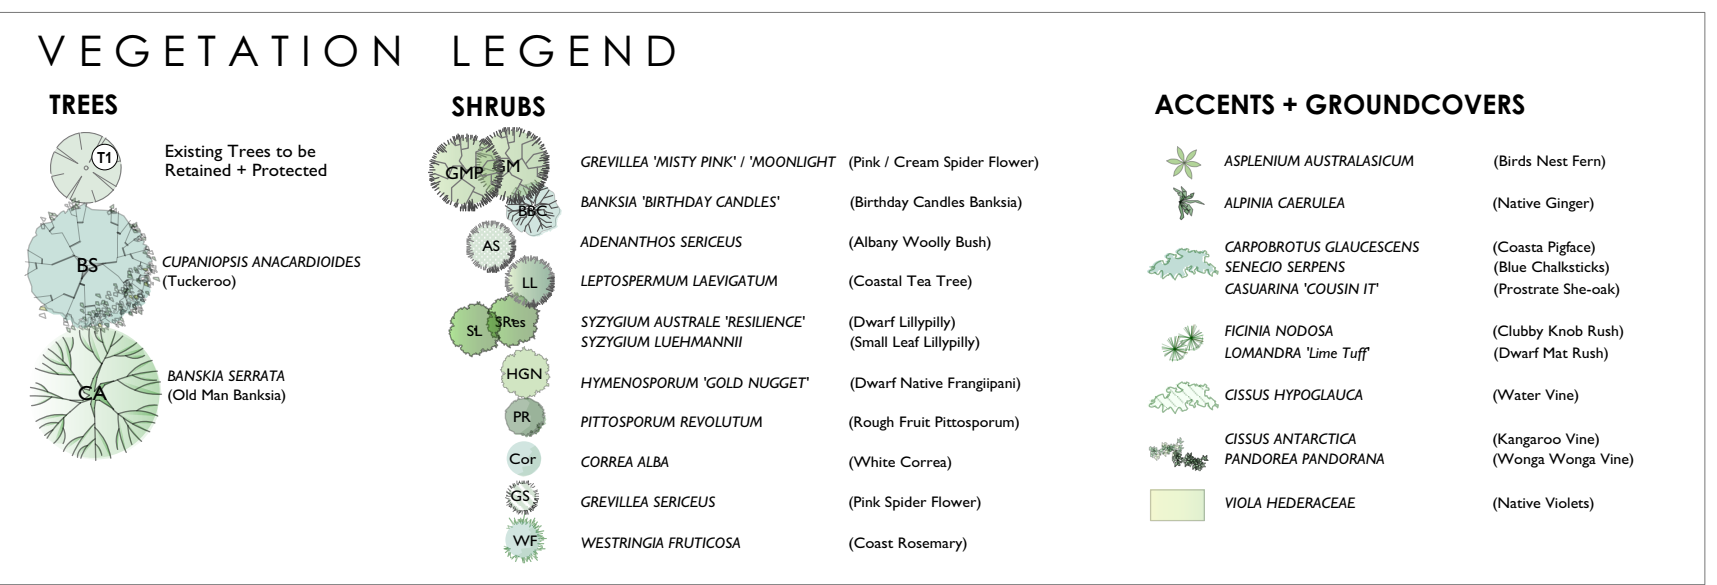 VEGETATION LEGEND
TREES
T1
Existing Trees to be
Retained + Protected
BS
CUPANIOPSIS ANACARDIOIDES
(Tuckeroo)
CA
BANSKIA SERRATA
(Old Man Banksia)
SHRUBS
GMP GM GREVILLEA 'MISTY PINK' / 'MOONLIGHT (Pink / Cream Spider Flower)
BBC BANKSIA 'BIRTHDAY CANDLES' (Birthday Candles Banksia)
AS ADENANTHOS SERICEUS (Albany Woolly Bush)
LL LEPTOSPERMUM LAEVIGATUM (Coastal Tea Tree)
SL SRes SYZYGIUM AUSTRALE 'RESILIENCE' (Dwarf Lillypilly)
SYZYGIUM LUEHMANNII (Small Leaf Lillypilly)
HGN HYMENOSPORUM 'GOLD NUGGET' (Dwarf Native Frangiipani)
PR PITTOSPORUM REVOLUTUM (Rough Fruit Pittosporum)
Cor CORREA ALBA (White Correa)
GS GREVILLEA SERICEUS (Pink Spider Flower)
WF WESTRINGIA FRUTICOSA (Coast Rosemary)
ACCENTS + GROUNDCOVERS
ASPLENIUM AUSTRALASICUM (Birds Nest Fern)
ALPINIA CAERULEA (Native Ginger)
CARPOBROTUS GLAUCESCENS (Coasta Pigface)
SENECIO SERPENS (Blue Chalksticks)
CASUARINA 'COUSIN IT' (Prostrate She-oak)
FICINIA NODOSA (Clubby Knob Rush)
LOMANDRA 'Lime Tuff' (Dwarf Mat Rush)
CISSUS HYPOGLAUCA (Water Vine)
CISSUS ANTARCTICA (Kangaroo Vine)
PANDOREA PANDORANA (Wonga Wonga Vine)
VIOLA HEDERACEAE (Native Violets)